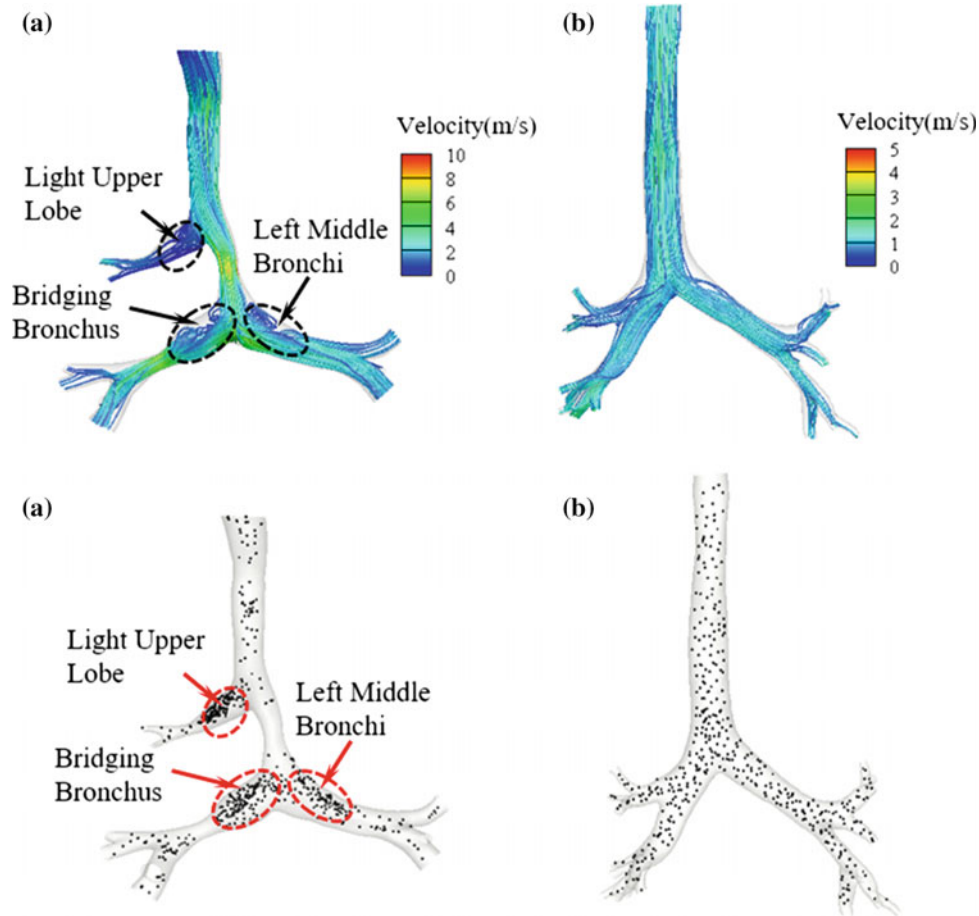 (a)
Velocity(m/s)
10
8
6
4
2
0
Light Upper
Lobe
Left Middle
Bronchi
Bridging
Bronchus
(b)
Velocity(m/s)
5
4
3
2
1
0
(a)
Light Upper
Lobe
Left Middle
Bronchi
Bridging
Bronchus
(b)